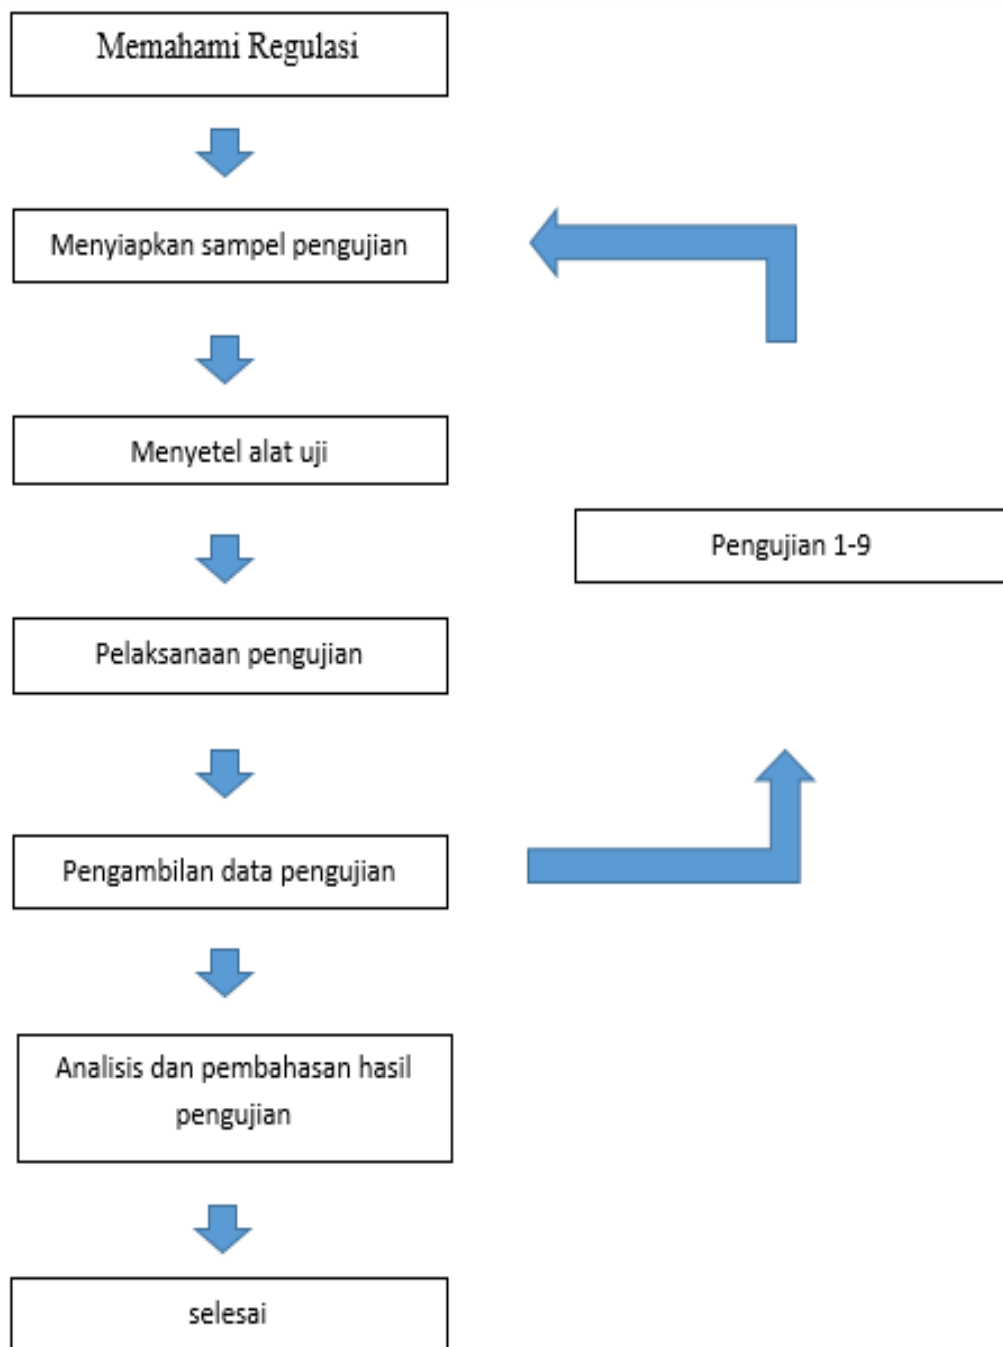 Memahami Regulasi
Menyiapkan sampel pengujian
Menyetel alat uji
Pengujian 1-9
Pelaksanaan pengujian
Pengambilan data pengujian
Analisis dan pembahasan hasil
pengujian
selesai